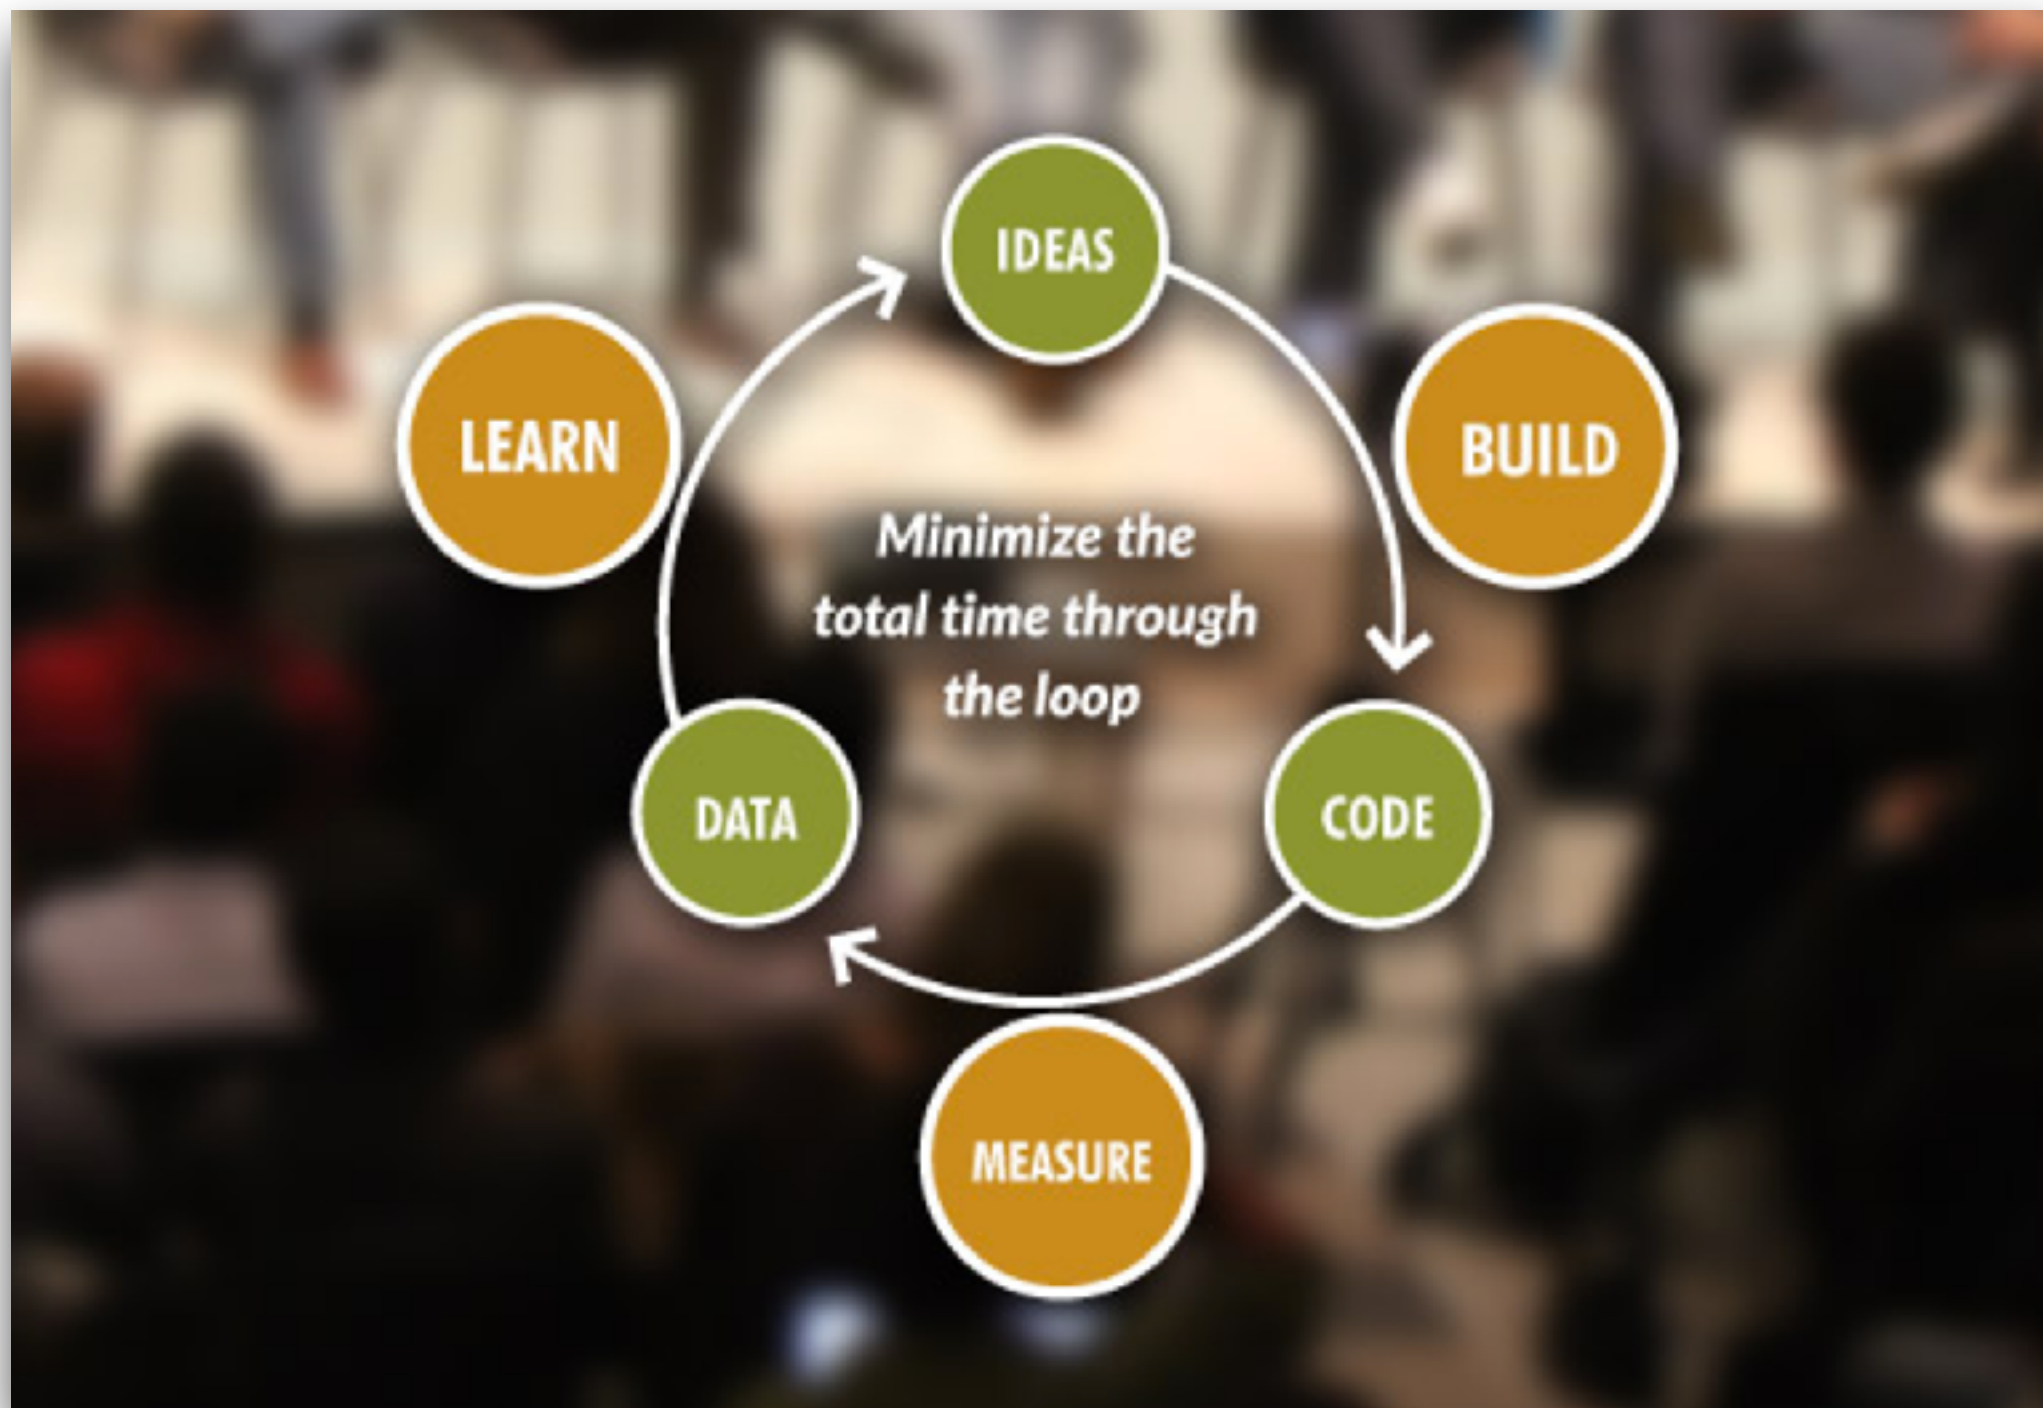 IDEAS
LEARN
BUILD
Minimize the
total time through
the loop
DATA
CODE
MEASURE